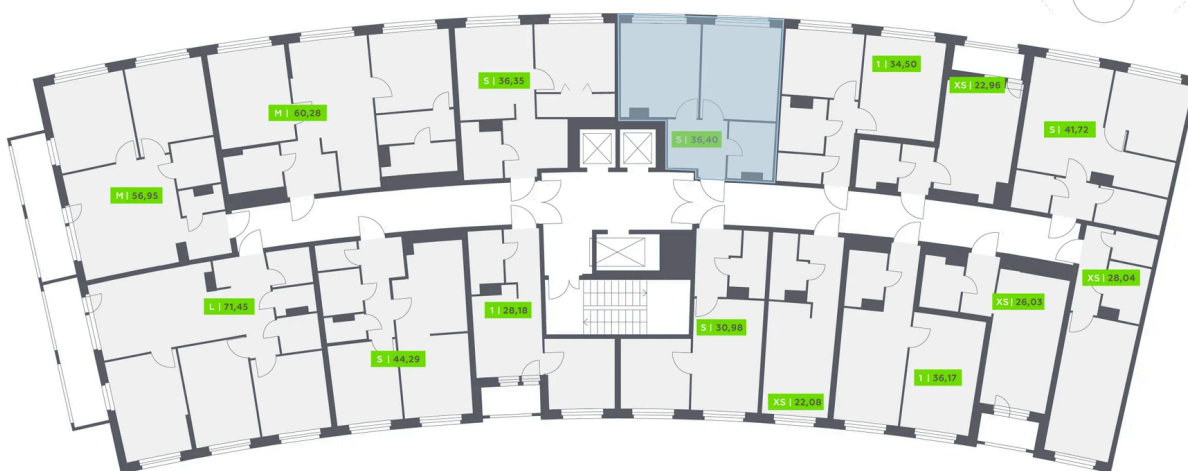 1 | 34,50
S | 36,35
XS | 22,96
M | 60,28
S | 41,72
S | 36,40
M | 56,95
XS | 28,04
XS | 26,03
L | 71,45
1 | 28,18
S | 30,98
S | 44,29
1 | 36,17
XS | 22,08